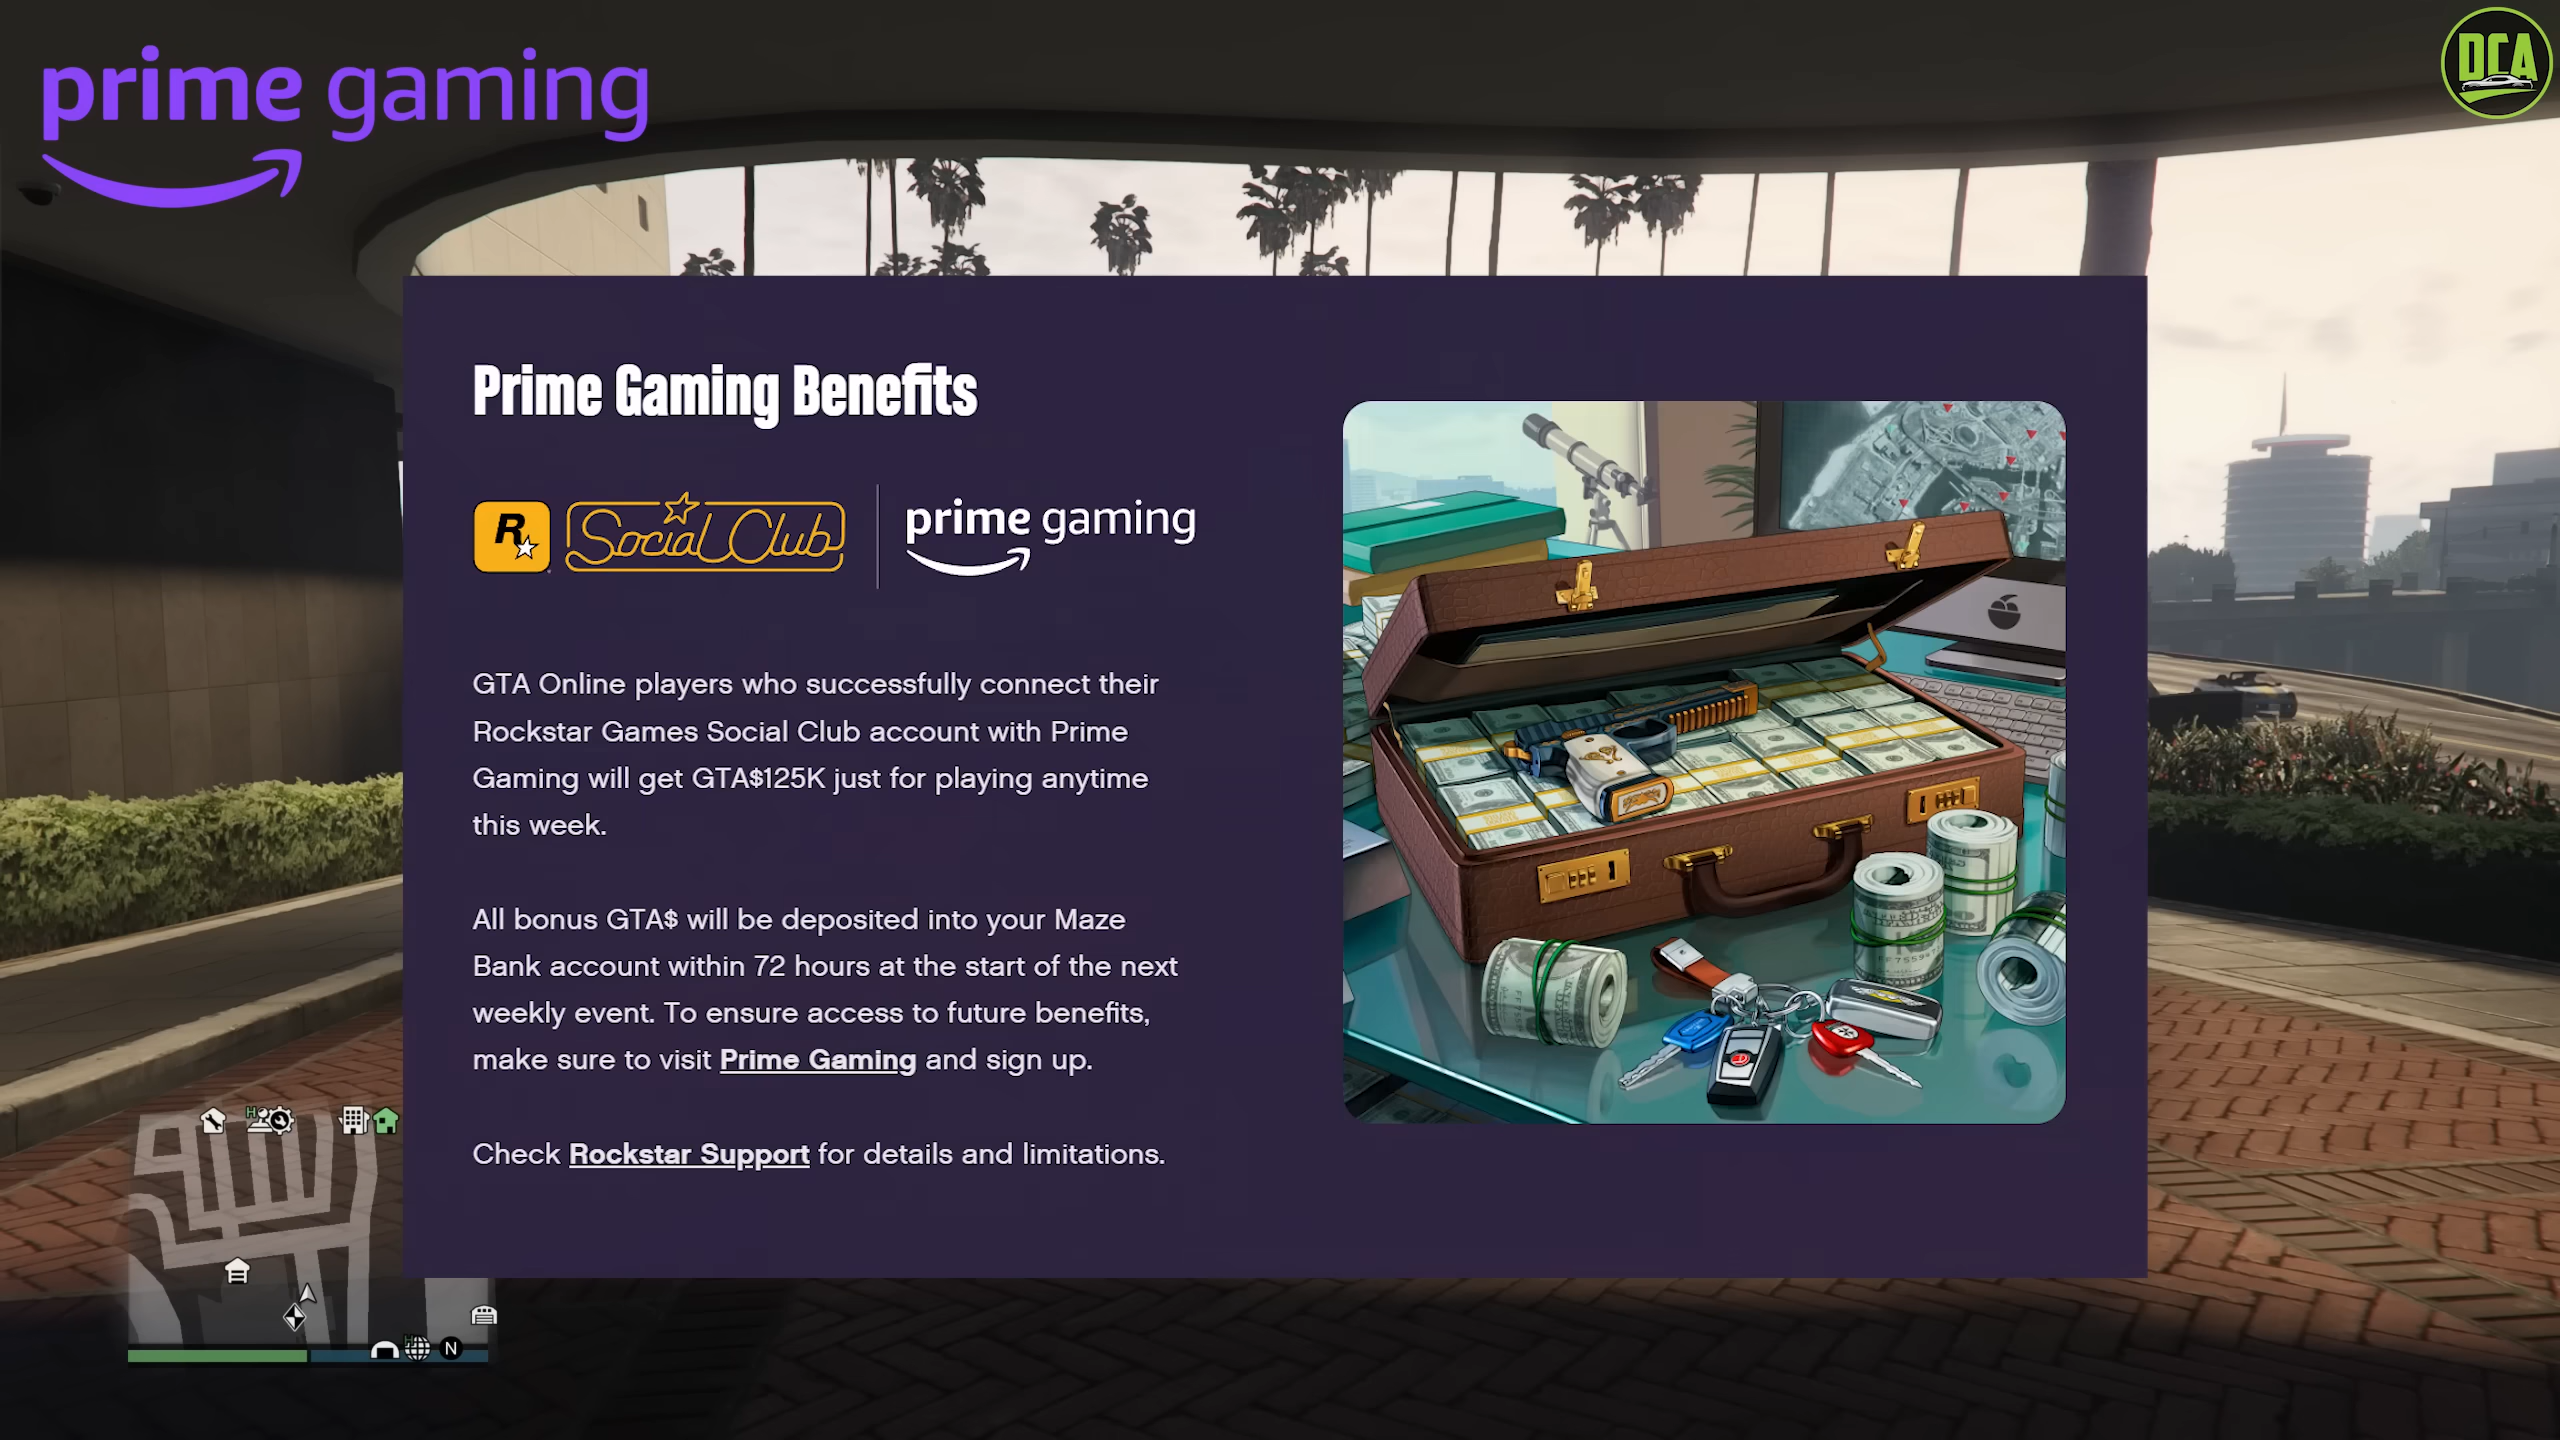 prime gaming
DCA
Prime Gaming Benefits
R
Social Club
prime gaming
GTA Online players who successfully connect their
Rockstar Games Social Club account with Prime
Gaming will get GTA$125K just for playing anytime
this week.
All bonus GTA$ will be deposited into your Maze
Bank account within 72 hours at the start of the next
weekly event. To ensure access to future benefits,
make sure to visit Prime Gaming and sign up.
Check Rockstar Support for details and limitations.
H
H
N